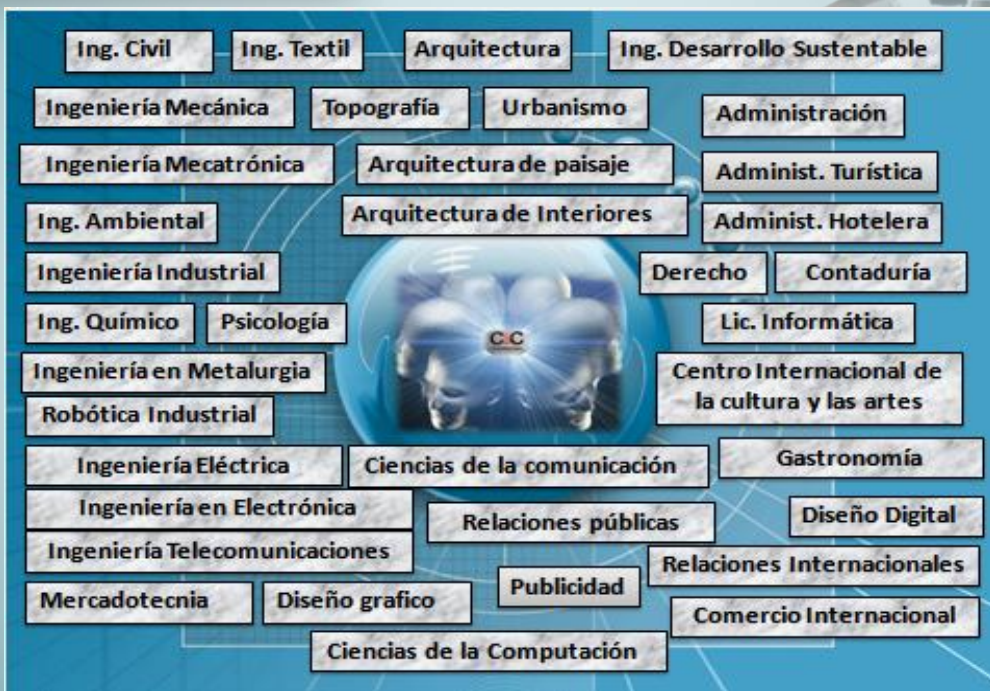 Ing. Civil
Ing. Textil
Arquitectura
Ing. Desarrollo Sustentable
Ingeniería Mecánica
Topografía
Urbanismo
Administración
Ingeniería Mecatrónica
Arquitectura de paisaje
Administ. Turística
Ing. Ambiental
Arquitectura de Interiores
Administ. Hotelera
Ingeniería Industrial
Derecho
Contaduría
Ing. Químico
Psicología
Lic. Informática
Ingeniería en Metalurgia
Centro Internacional de
la cultura y las artes
Robótica Industrial
Ingeniería Eléctrica
Ciencias de la comunicación
Gastronomía
Ingeniería en Electrónica
Relaciones públicas
Diseño Digital
Ingeniería Telecomunicaciones
Relaciones Internacionales
Mercadotecnia
Diseño grafico
Publicidad
Comercio Internacional
Ciencias de la Computación